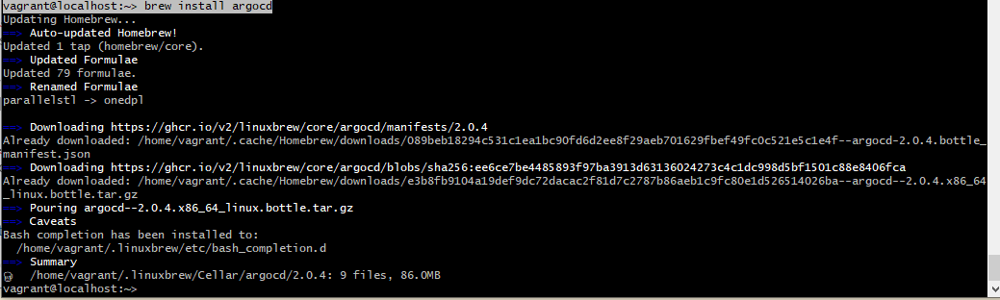 vagrant@localhost:~> brew install argocd
Updating Homebrew...
==> Auto-updated Homebrew!
Updated 1 tap (homebrew/core).
==> Updated Formulae
Updated 79 formulae.
==> Renamed Formulae
parallelstl -> onedpl
==> Downloading https://ghcr.io/v2/linuxbrew/core/argocd/manifests/2.0.4
Already downloaded: /home/vagrant/.cache/Homebrew/downloads/089beb18294c531c1ea1bc90fd6d2ee8f29aeb701629fbef49fc0c521e5c1e4f--argocd-2.0.4.bottle_
manifest.json
==> Downloading https://ghcr.io/v2/linuxbrew/core/argocd/blobs/sha256:ee6ce7be4485893f97ba3913d63136024273c4c1dc998d5bf1501c88e8406fca
Already downloaded: /home/vagrant/.cache/Homebrew/downloads/e3b8fb9104a19def9dc72dacac2f81d7c2787b86aeb1c9fc80e1d526514026ba--argocd--2.0.4.x86_64
_linux.bottle.tar.gz
==> Pouring argocd--2.0.4.x86_64_linux.bottle.tar.gz
==> Caveats
Bash completion has been installed to:
/home/vagrant/.linuxbrew/etc/bash_completion.d
==> Summary
/home/vagrant/.linuxbrew/Cellar/argocd/2.0.4: 9 files, 86.0MB
vagrant@localhost:~>